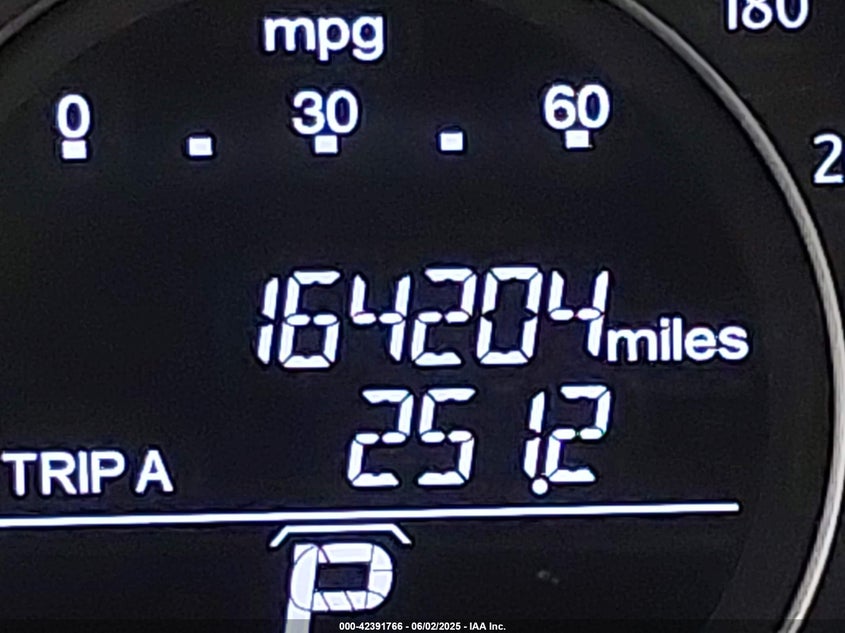 180
mpg
0 30 60
2
164204 miles
TRIP A 251.2
P
000-42391766 - 06/02/2025 - IAA Inc.